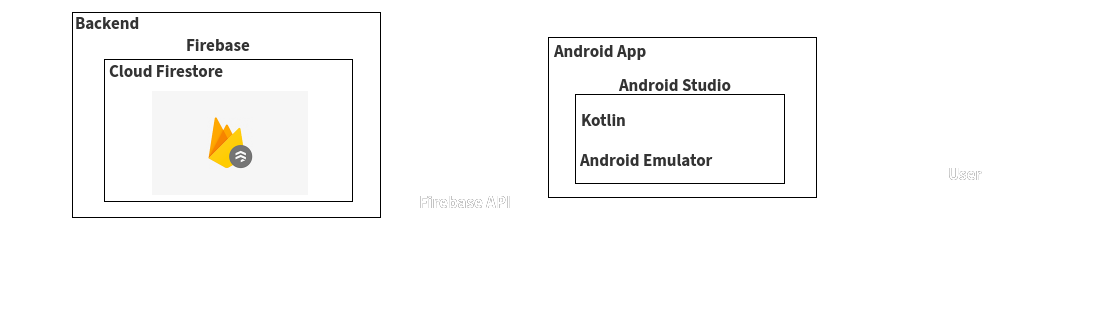 Backend
Firebase
Cloud Firestore
Firebase API
Android App
Android Studio
Kotlin
Android Emulator
User